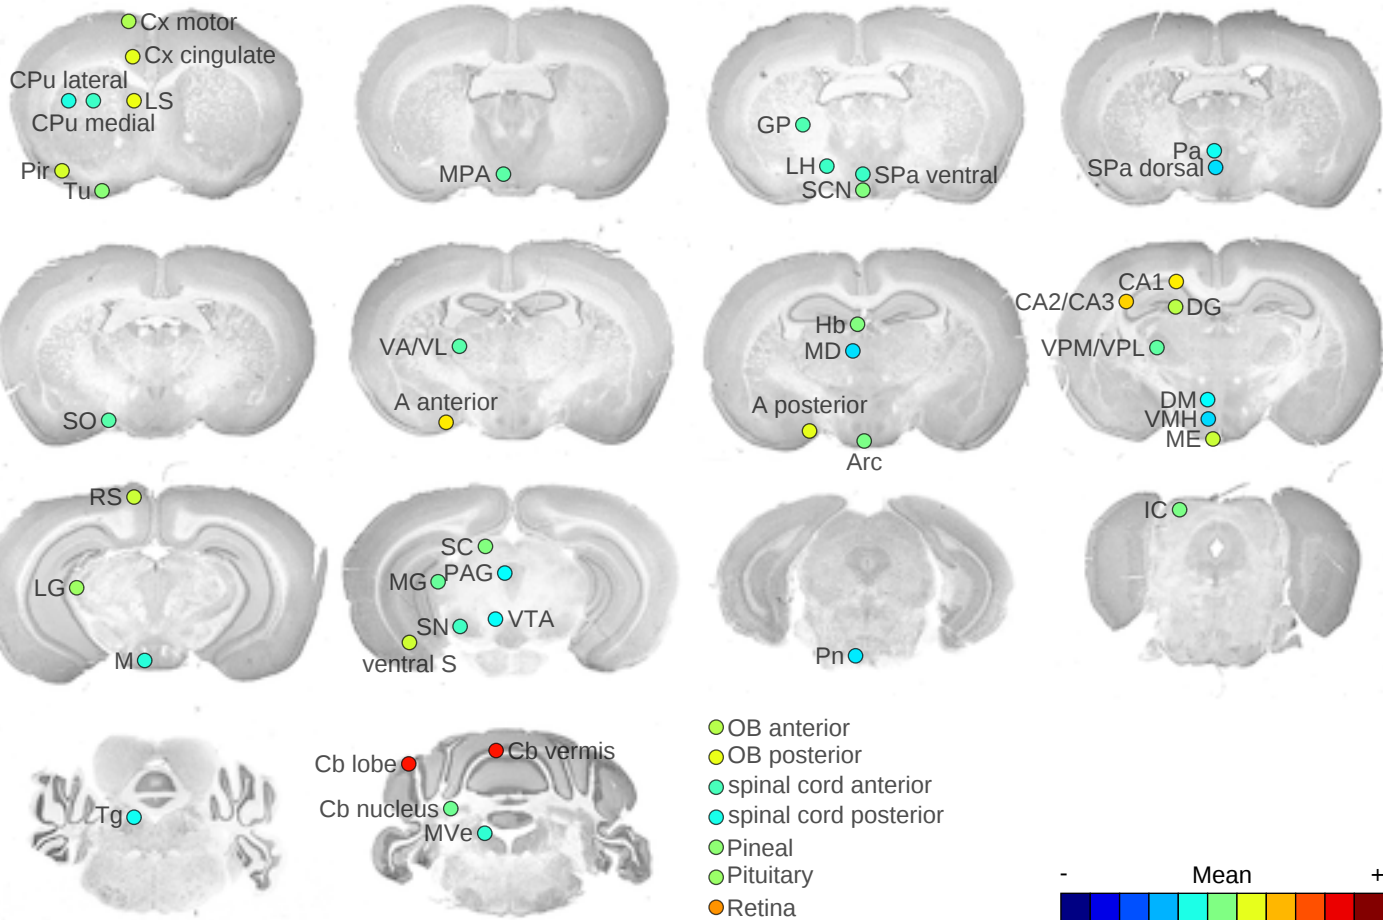 Cx motor
Cx cingulate
CPu lateral
LS
CPu medial
Pir
Tu
MPA
GP
LH
SPa ventral
SCN
Pa
SPa dorsal
SO
VA/VL
A anterior
Hb
MD
A posterior
Arc
CA1
CA2/CA3
DG
VPM/VPL
DM
VMH
ME
RS
LG
M
SC
PAG
MG
SN
VTA
ventral S
Pn
IC
Tg
Cb lobe
Cb vermis
Cb nucleus
MVe
OB anterior
OB posterior
spinal cord anterior
spinal cord posterior
Pineal
Pituitary
Retina
- Mean +